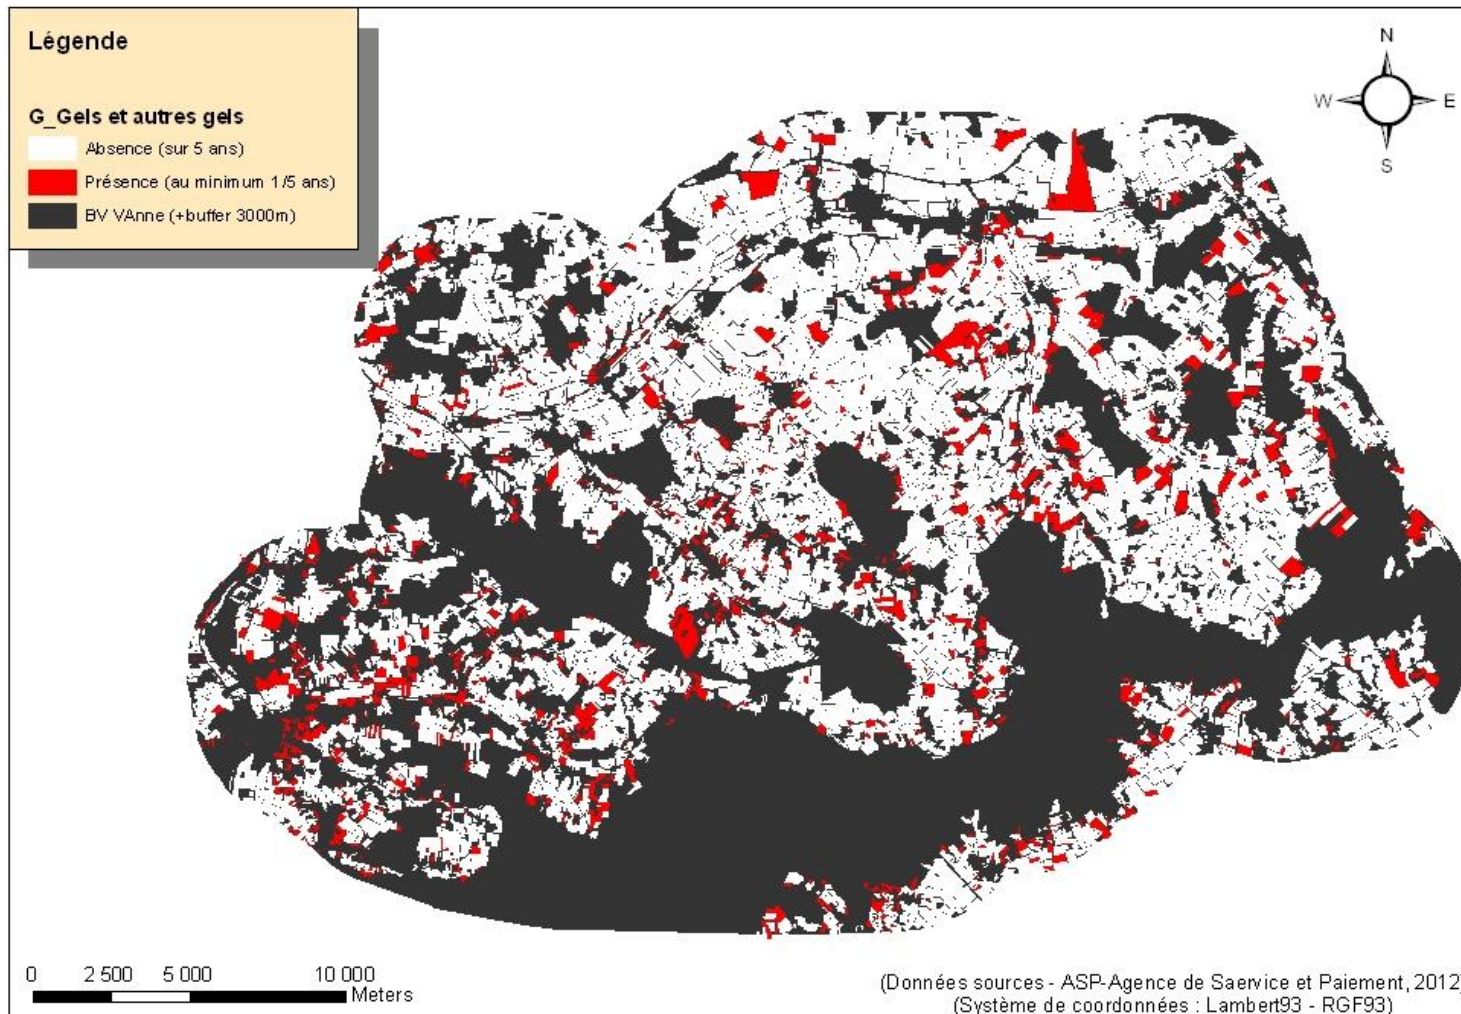 Légende
G_Gels et autres gels
Absence (sur 5 ans)
Présence (au minimum 1/5 ans)
BV VAnne (+buffer 3000m)
N
W E
S
0 2 500 5 000 10 000
Meters
(Données sources - ASP-Agence de Saervice et Paiement, 2012)
(Système de coordonnées : Lambert93 - RGF93)